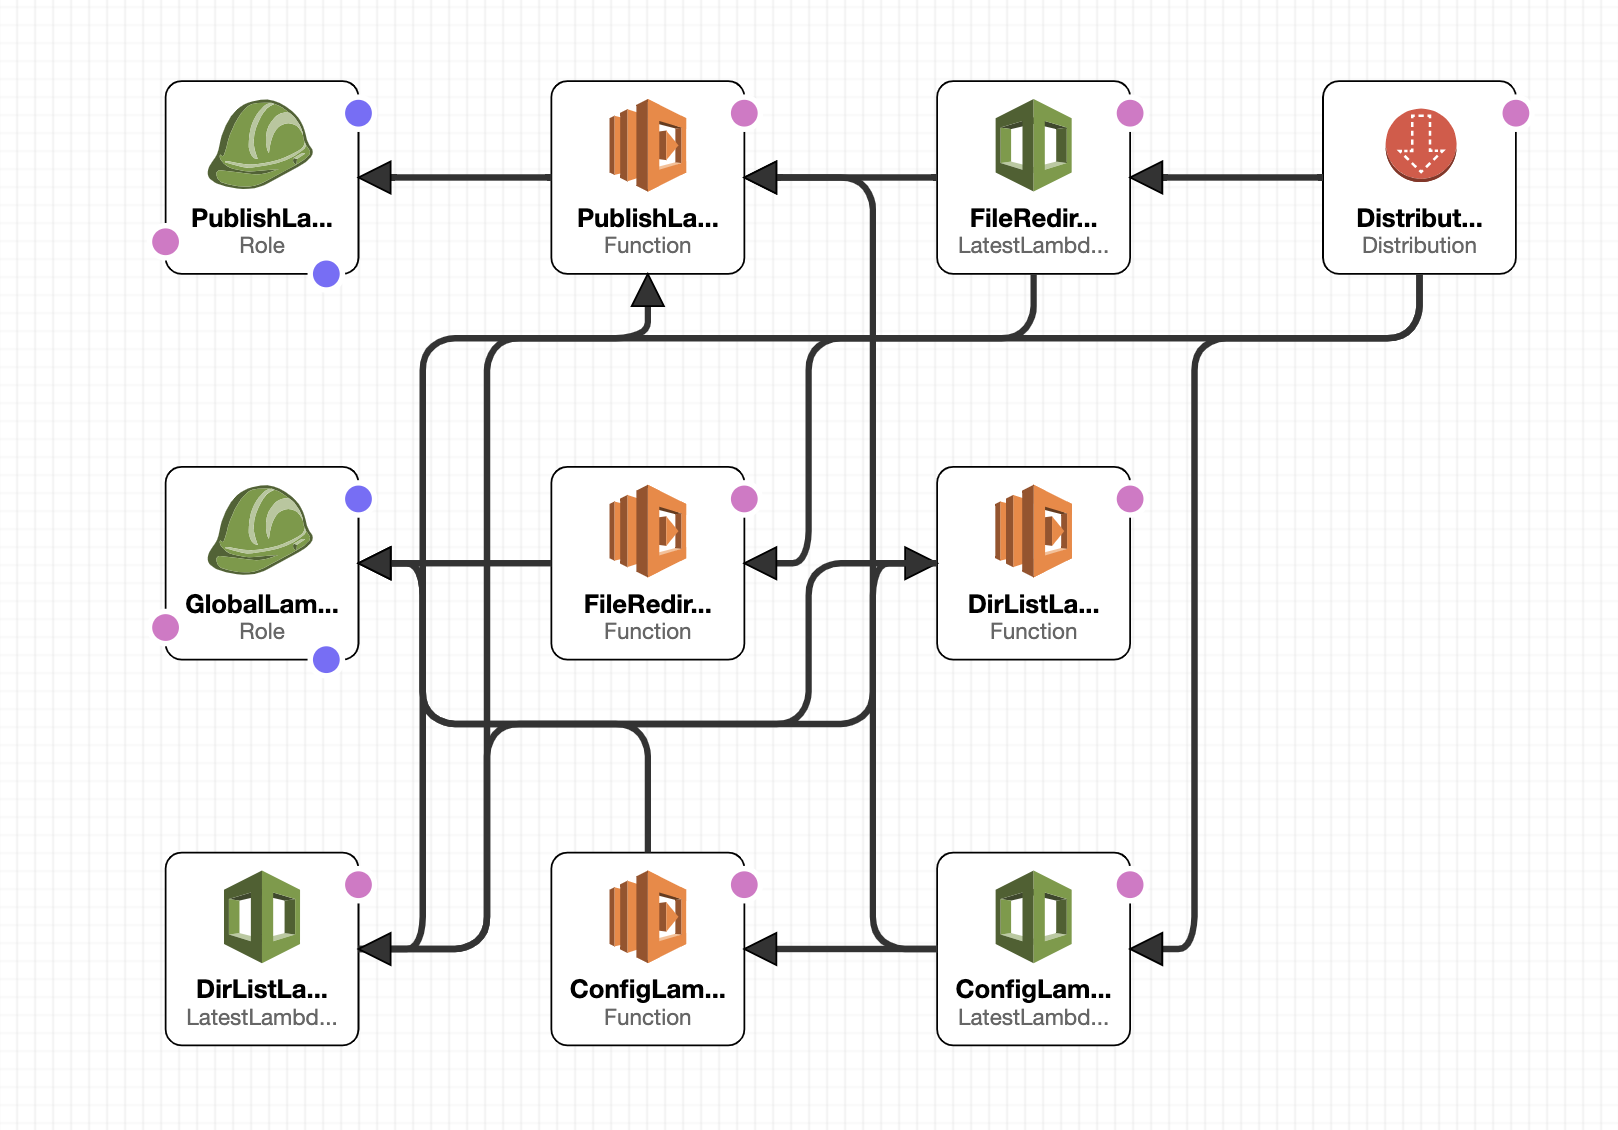 PublishLa...
Role
PublishLa...
Function
FileRedir...
LatestLambd...
Distribut...
Distribution
GlobalLam...
Role
FileRedir...
Function
DirListLa...
Function
DirListLa...
LatestLambd...
ConfigLam...
Function
ConfigLam...
LatestLambd...